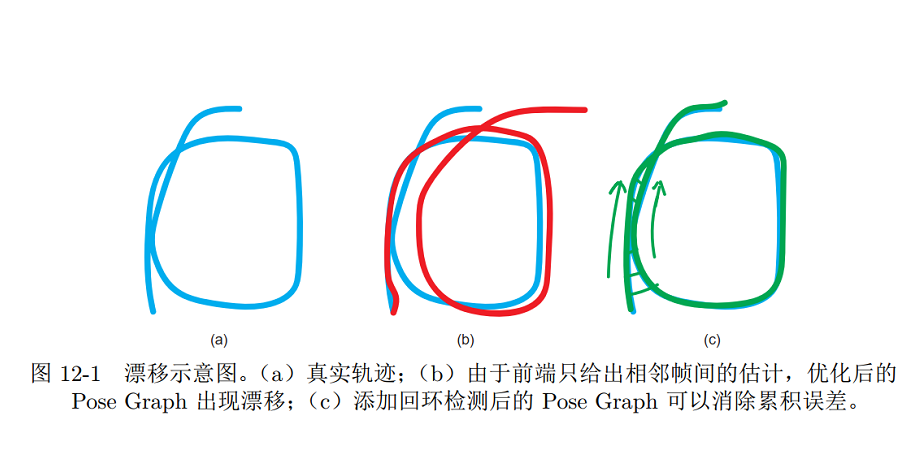 (a) (b) (c)
图 12-1 漂移示意图。（a）真实轨迹；（b）由于前端只给出相邻帧间的估计，优化后的
Pose Graph 出现漂移；（c）添加回环检测后的 Pose Graph 可以消除累积误差。